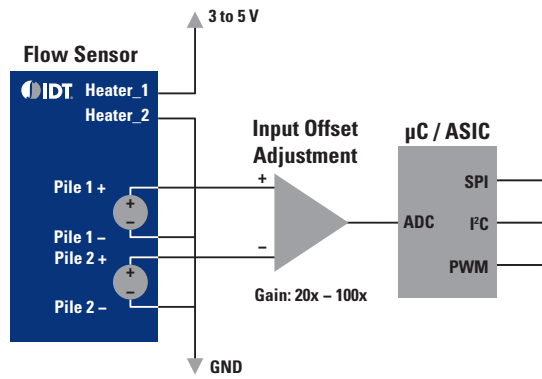 3 to 5 V
Flow Sensor
IDT
Heater_1
Heater_2
Input Offset
Adjustment
µC / ASIC
Pile 1 +
+
–
Pile 1 –
Pile 2 +
+
–
Pile 2 –
+
–
Gain: 20x – 100x
ADC
SPI
I²C
PWM
GND